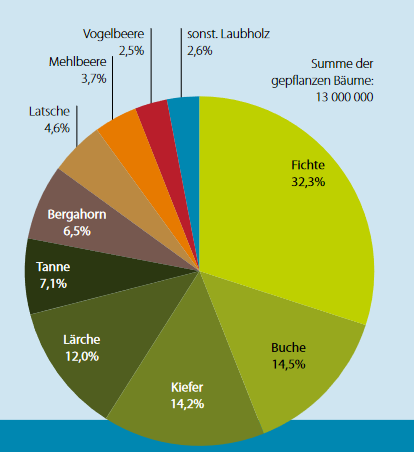 Vogelbeere
2,5%
sonst. Laubholz
2,6%
Mehlbeere
3,7%
Summe der
gepflanzen Bäume:
13 000 000
Latsche
4,6%
Fichte
32,3%
Bergahorn
6,5%
Tanne
7,1%
Lärche
12,0%
Buche
14,5%
Kiefer
14,2%